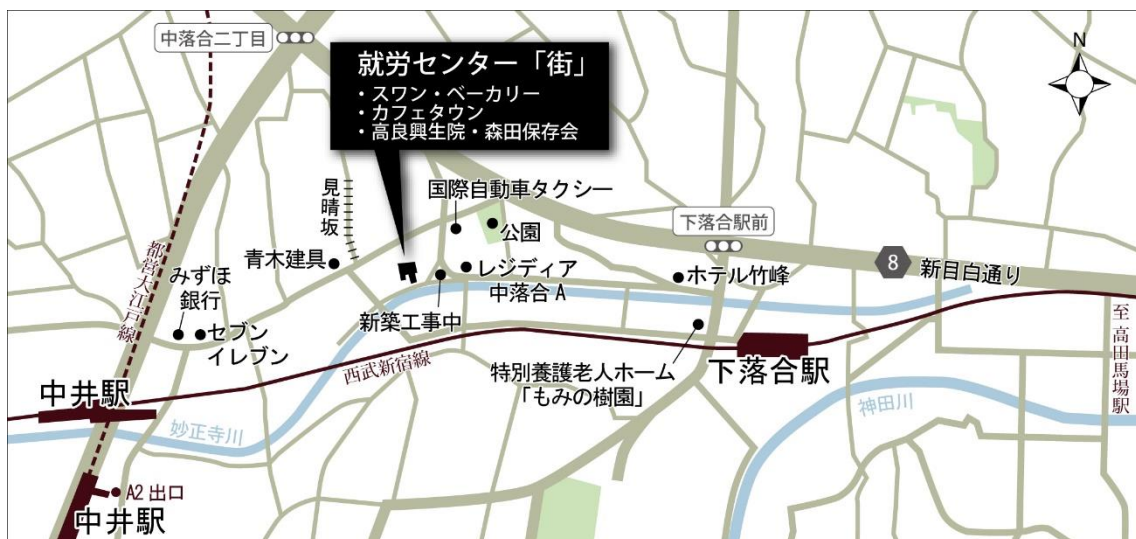 中落合二丁目
就労センター「街」
・スワン・ベーカリー
・カフェタウン
・高良興生院・森田保存会
N
見晴坂
国際自動車タクシー
公園
下落合駅前
8
新目白通り
青木建具
レジディア
中落合 A
ホテル竹峰
都営大江戸線
みずほ
銀行
セブン
イレブン
新築工事中
西武新宿線
特別養護老人ホーム
「もみの樹園」
下落合駅
至 高田馬場駅
中井駅
妙正寺川
神田川
A2 出口
中井駅